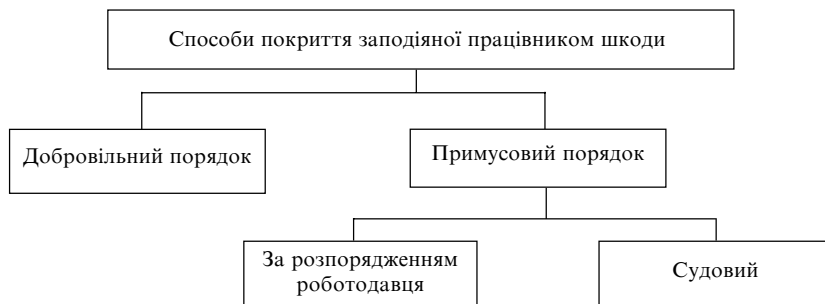 Способи покриття заподіяної працівником шкоди
Добровільний порядок
Примусовий порядок
За розпорядженням
роботодавця
Судовий